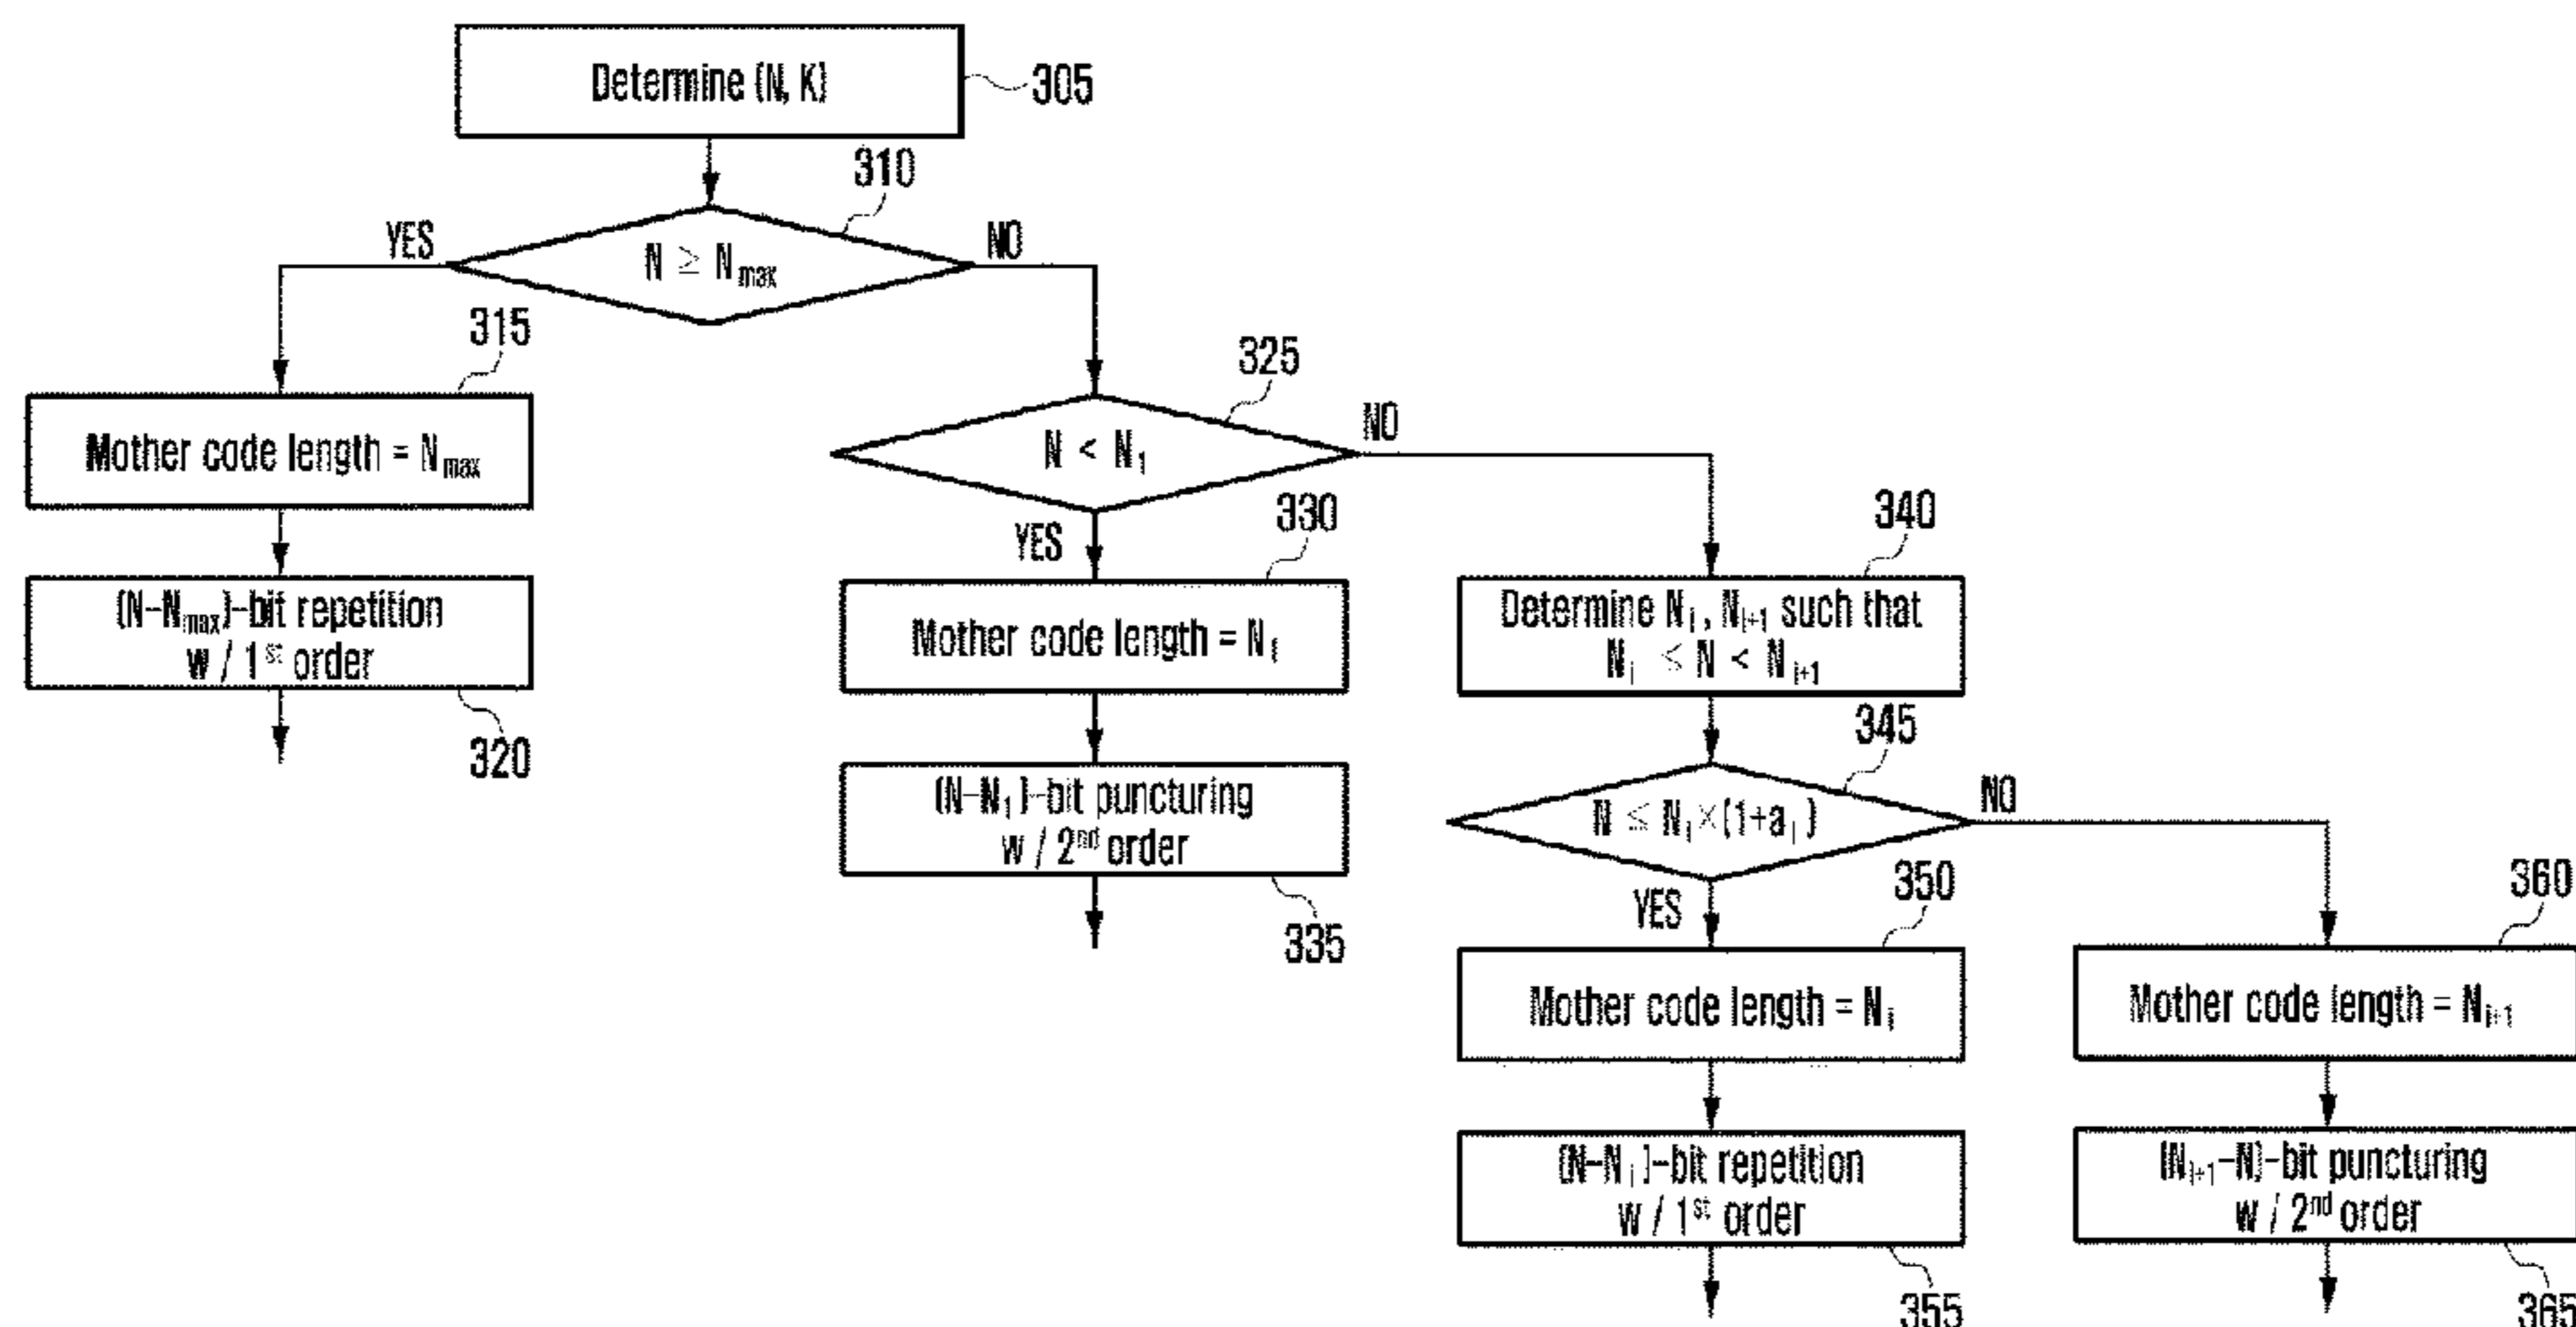 Determine (N, K)
305
310
YES
N ≥ Nmax
NO
315
Mother code length = Nmax
(N-Nmax)-bit repetition
w / 1st order
320
325
N < N1
NO
YES
330
Mother code length = N1
(N-N1)-bit puncturing
w / 2nd order
335
340
Determine Ni, Ni+1 such that
Ni ≤ N < Ni+1
345
N ≤ Ni×(1+ai)
NO
YES
350
Mother code length = Ni
(N-Ni)-bit repetition
w / 1st order
355
360
Mother code length = Ni+1
(Ni+1-N)-bit puncturing
w / 2nd order
365